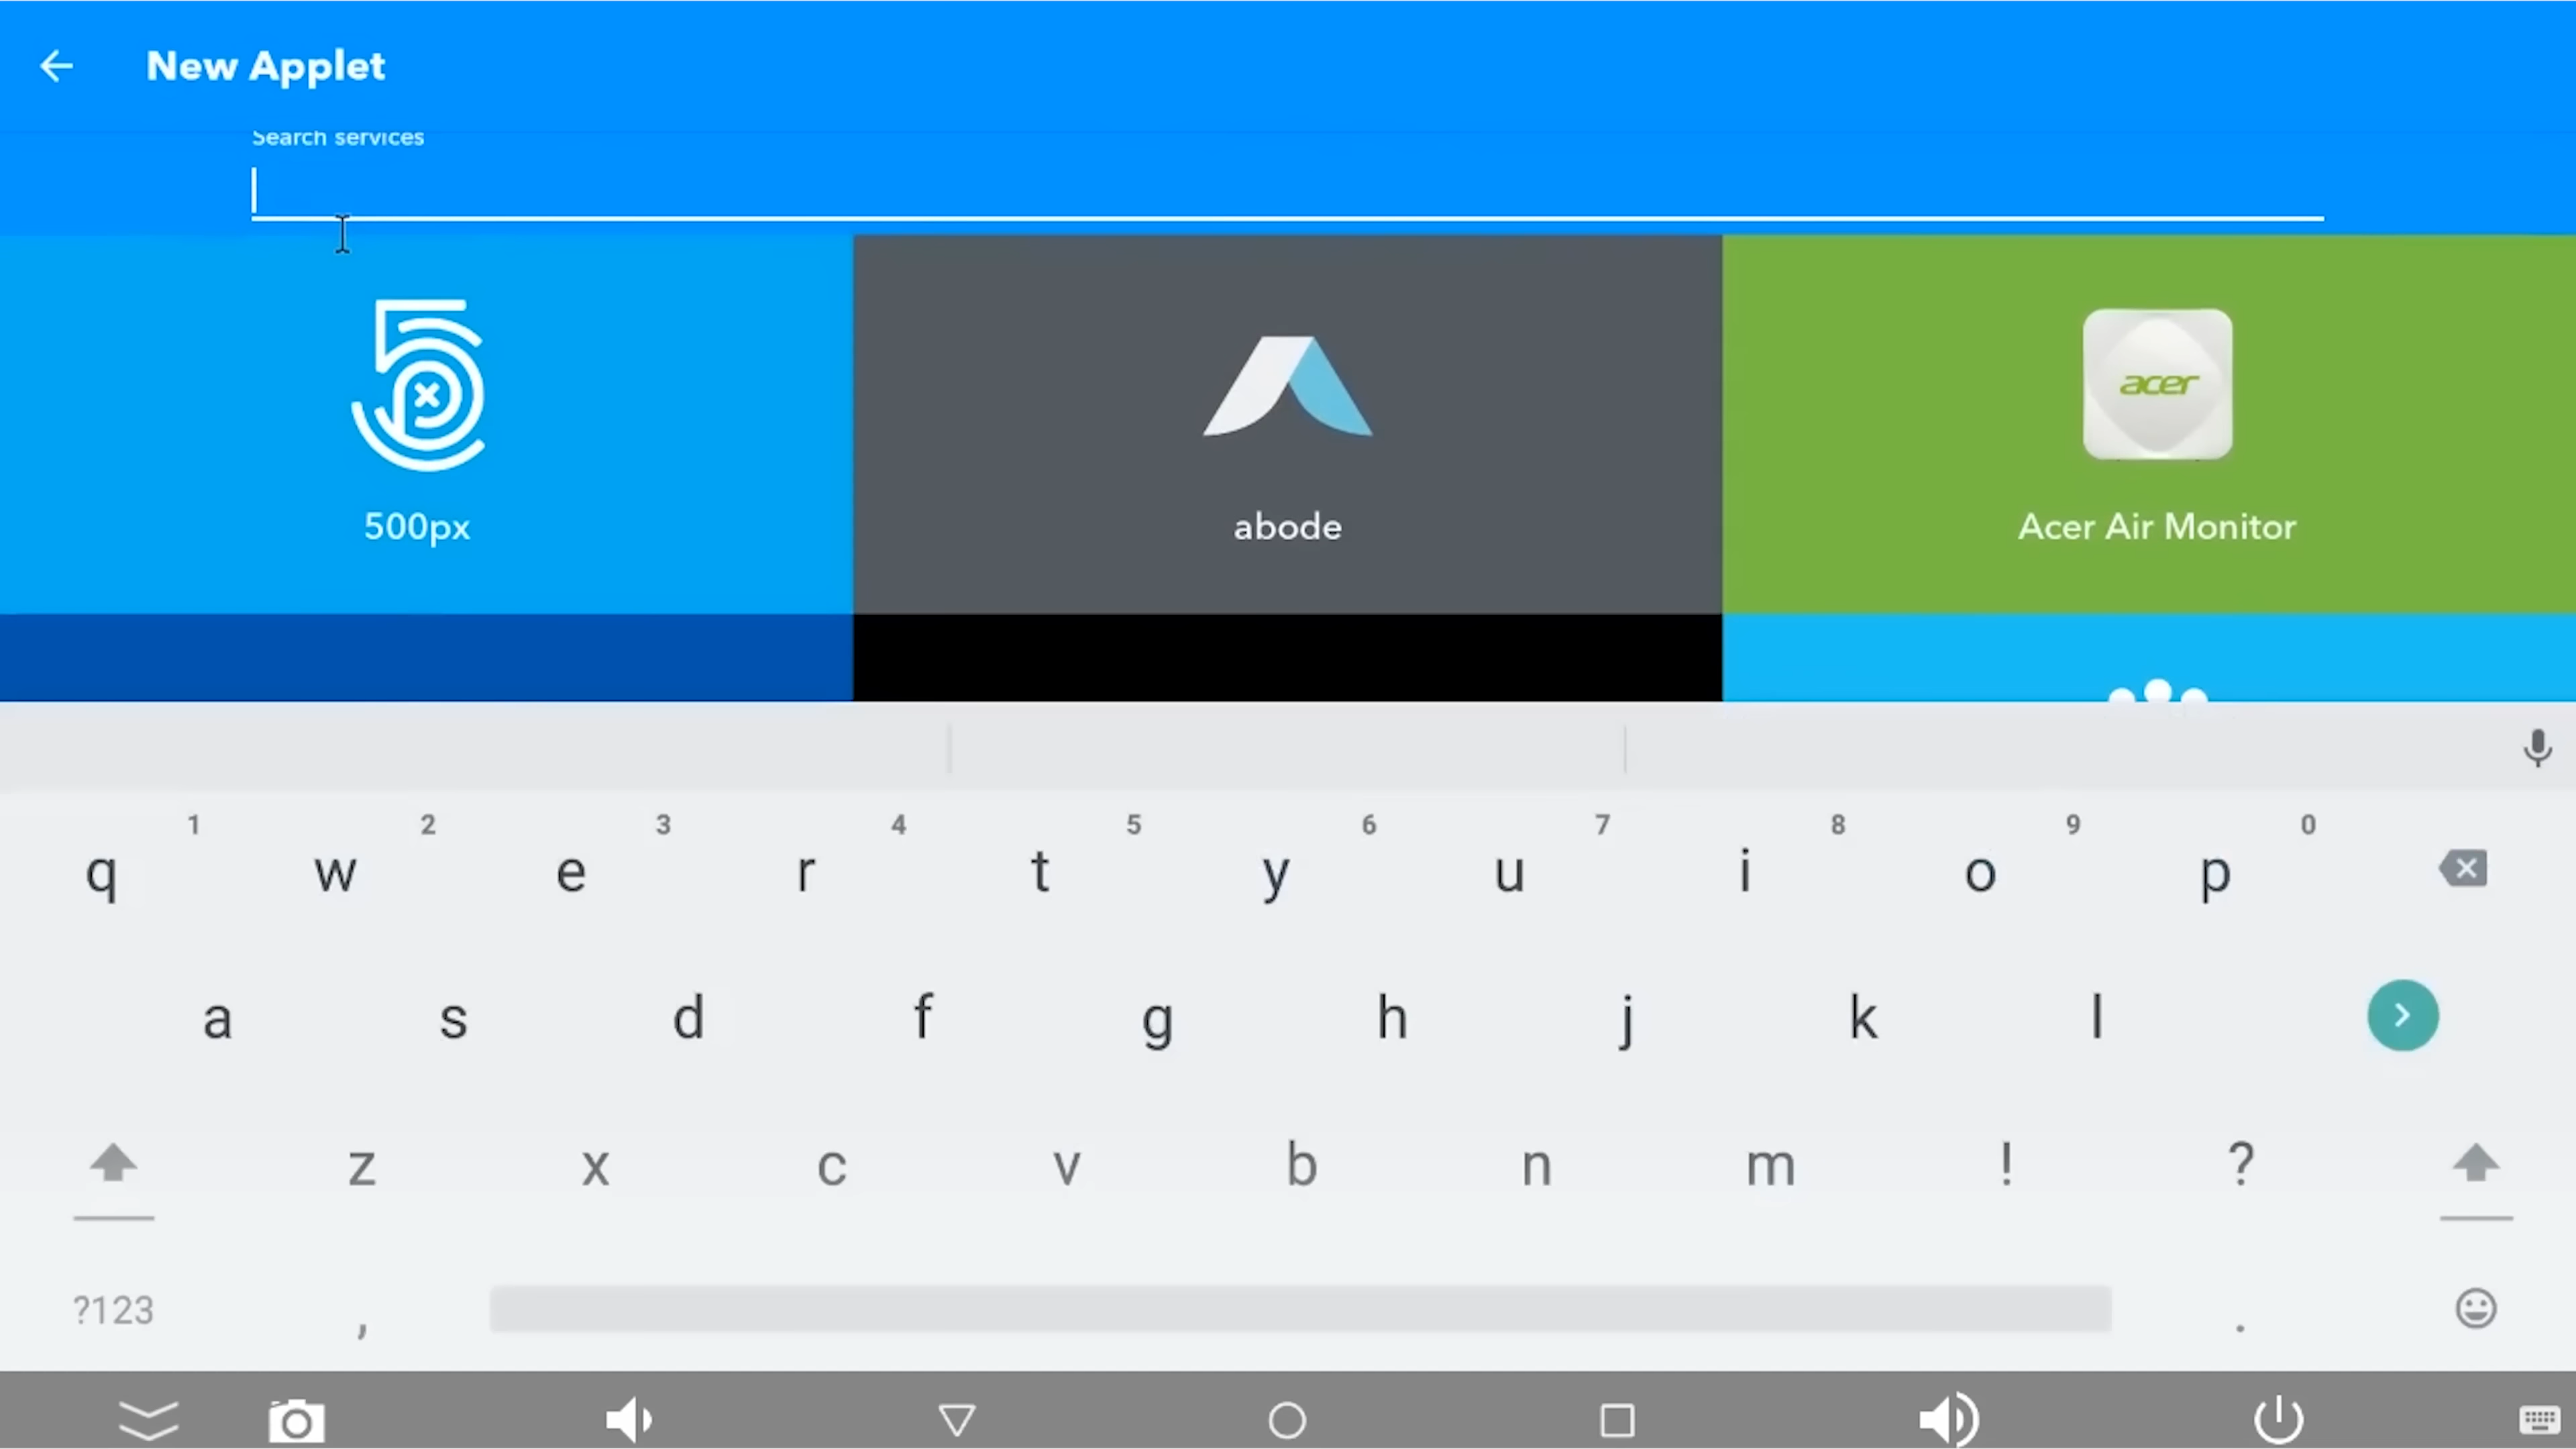 New Applet
Search services
500px
abode
acer
Acer Air Monitor
1 2 3 4 5 6 7 8 9 0
q w e r t y u i o p
a s d f g h j k l
z x c v b n m ! ?
?123 , .